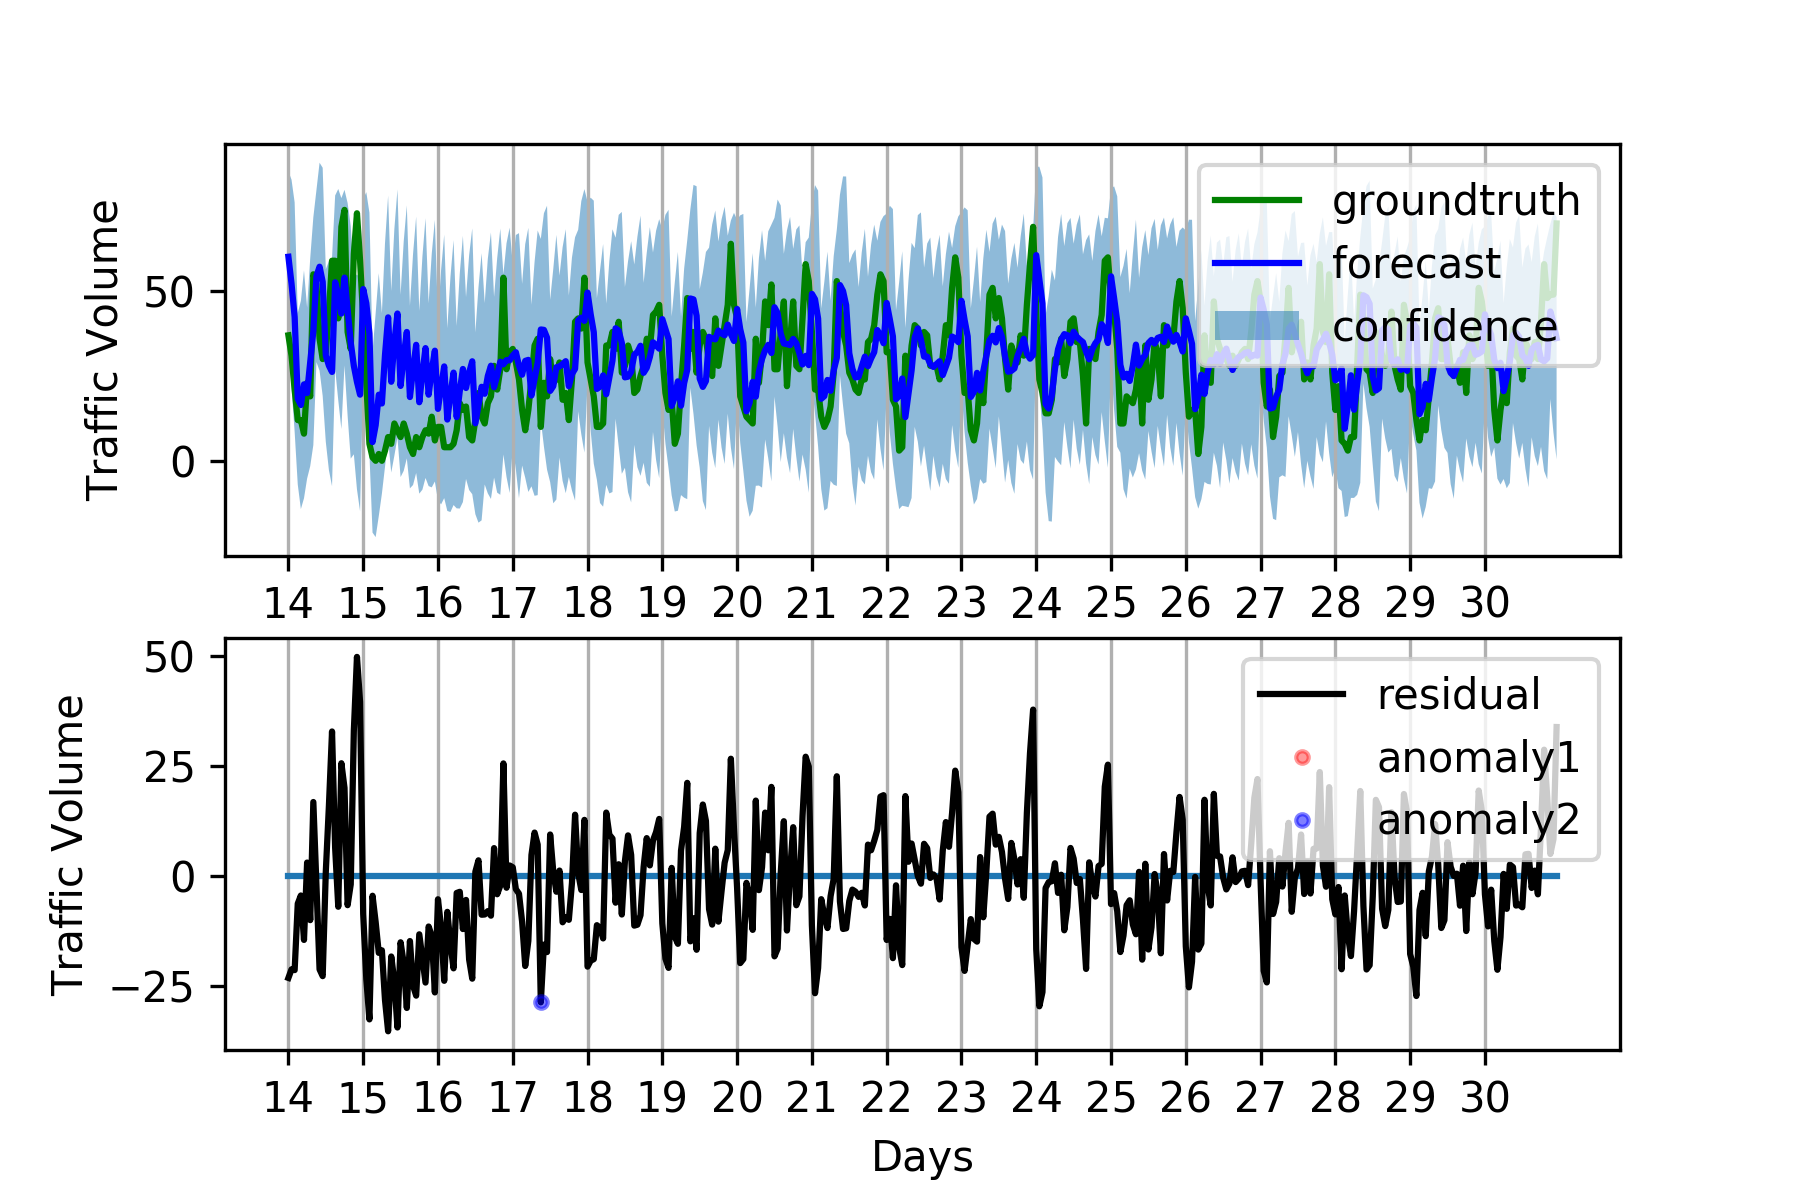 Traffic Volume
50
0
groundtruth
forecast
confidence
14 15 16 17 18 19 20 21 22 23 24 25 26 27 28 29 30
Traffic Volume
50
25
0
−25
residual
anomaly1
anomaly2
14 15 16 17 18 19 20 21 22 23 24 25 26 27 28 29 30
Days